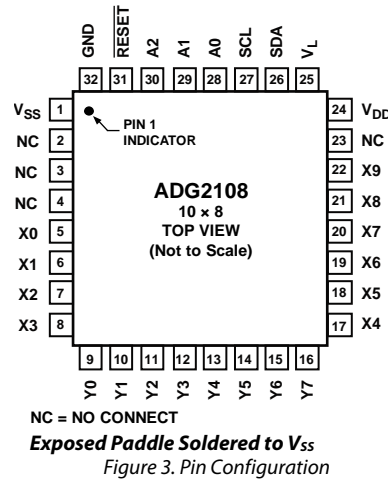 GND
RESET
A2
A1
A0
SCL
SDA
VL
32 31 30 29 28 27 26 25
VSS 1
NC 2
NC 3
NC 4
X0 5
X1 6
X2 7
X3 8
PIN 1
INDICATOR
ADG2108
10 × 8
TOP VIEW
(Not to Scale)
24 VDD
23 NC
22 X9
21 X8
20 X7
19 X6
18 X5
17 X4
9 10 11 12 13 14 15 16
Y0
Y1
Y2
Y3
Y4
Y5
Y6
Y7
NC = NO CONNECT
Exposed Paddle Soldered to VSS
Figure 3. Pin Configuration